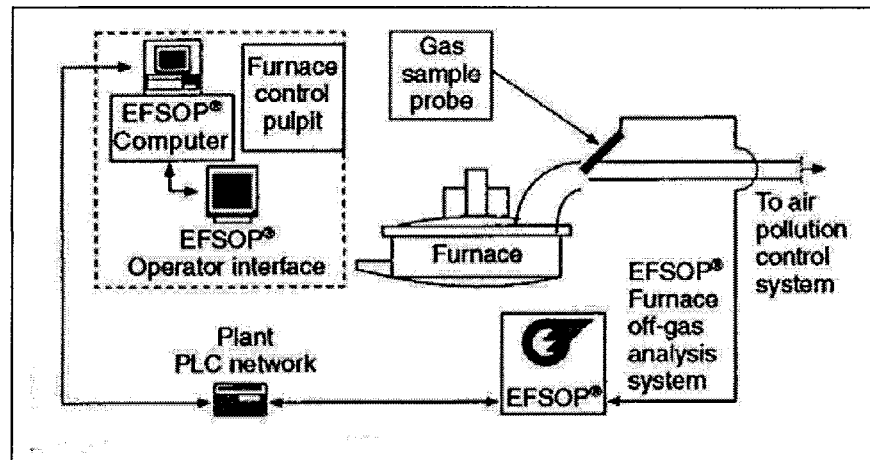 EFSOP®
Computer
Furnace
control
pulpit
EFSOP®
Operator interface
Gas
sample
probe
Furnace
To air
pollution
control
system
EFSOP®
Furnace
off-gas
analysis
system
Plant
PLC network
EFSOP®